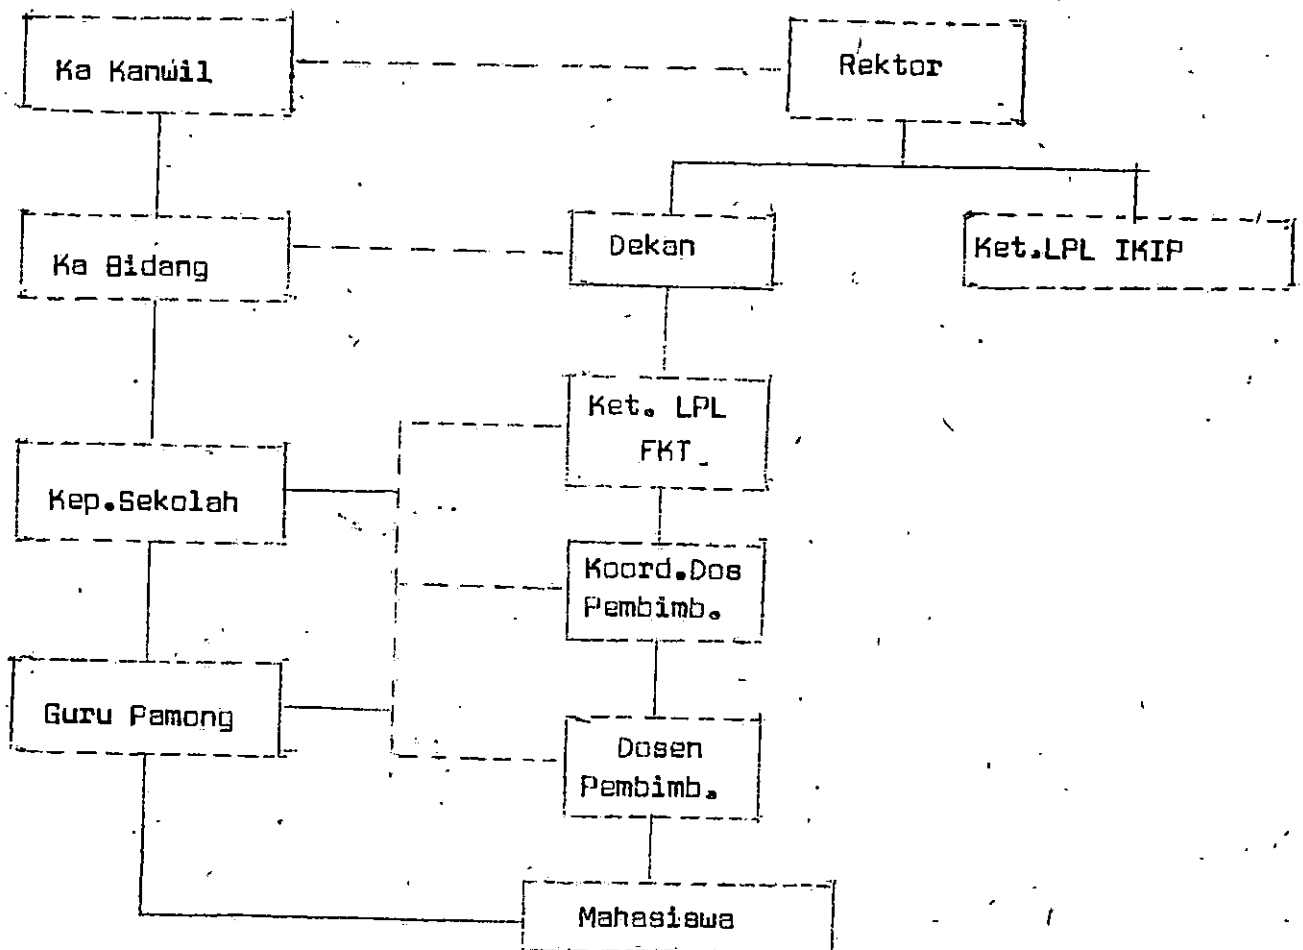 Ka Kanwil
Rektor
Ka Bidang
Dekan
Ket.LPL IKIP
Ket. LPL
FKT
Kep.Sekolah
Koord.Dos
Pembimb.
Guru Pamong
Dosen
Pembimb.
Mahasiswa